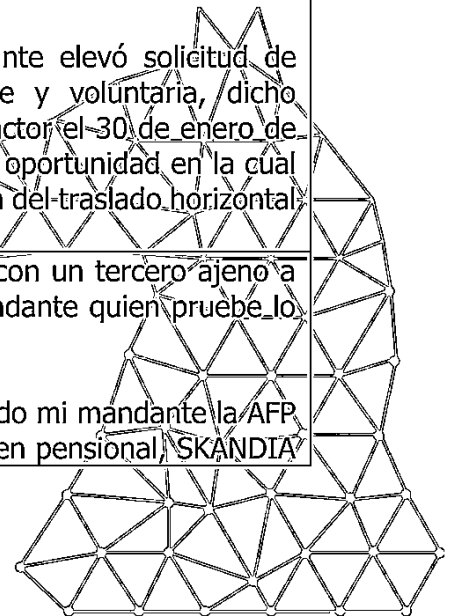 nte elevó solicitud de
e y voluntaria, dicho
actor el 30 de enero de
oportunidad en la cual
del traslado horizontal
con un tercero ajeno a
ndante quien pruebe lo
do mi mandante la AFP
en pensional, SKANDIA